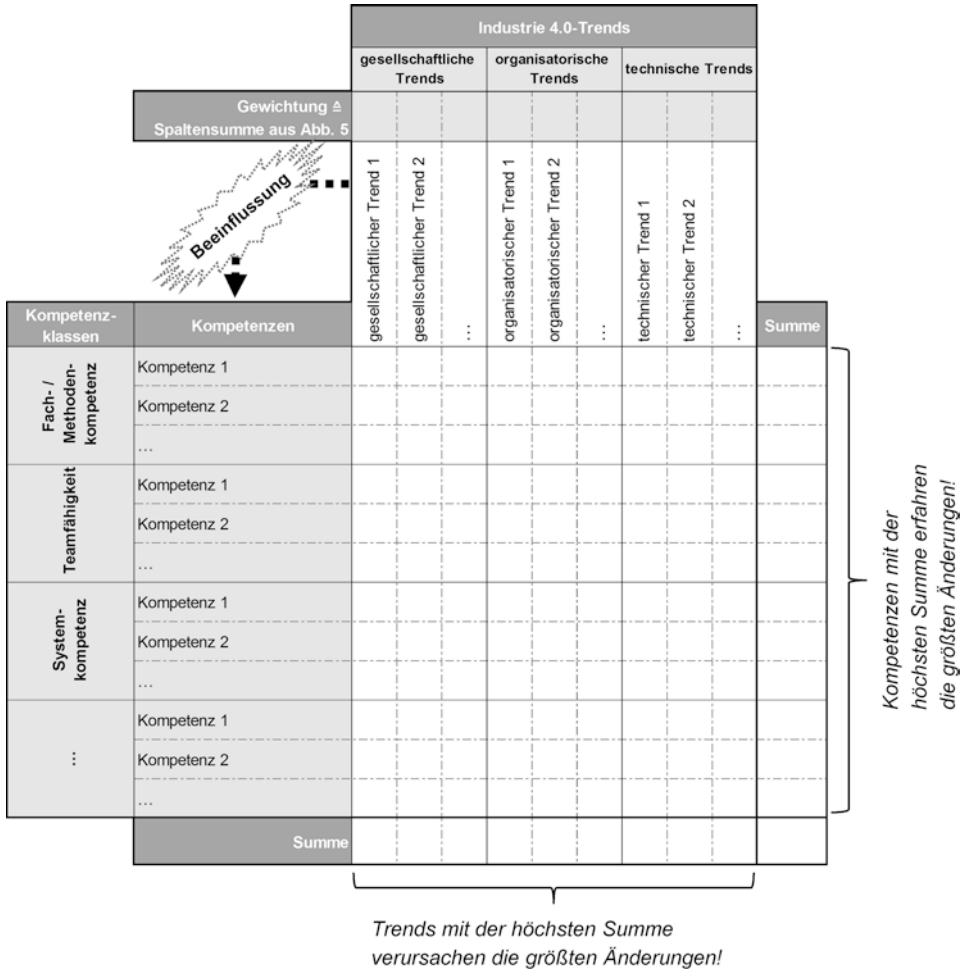 Industrie 4.0-Trends
gesellschaftliche
Trends
organisatorische
Trends
technische Trends
Gewichtung ≙
Spaltensumme aus Abb. 5
Beeinflussung
gesellschaftlicher Trend 1
gesellschaftlicher Trend 2
…
organisatorischer Trend 1
organisatorischer Trend 2
…
technischer Trend 1
technischer Trend 2
…
Kompetenz-
klassen
Kompetenzen
Summe
Fach- /
Methoden-
kompetenz
Kompetenz 1
Kompetenz 2
…
Teamfähigkeit
Kompetenz 1
Kompetenz 2
…
System-
kompetenz
Kompetenz 1
Kompetenz 2
…
…
Kompetenz 1
Kompetenz 2
…
Summe
Kompetenzen mit der
höchsten Summe erfahren
die größten Änderungen!
Trends mit der höchsten Summe
verursachen die größten Änderungen!